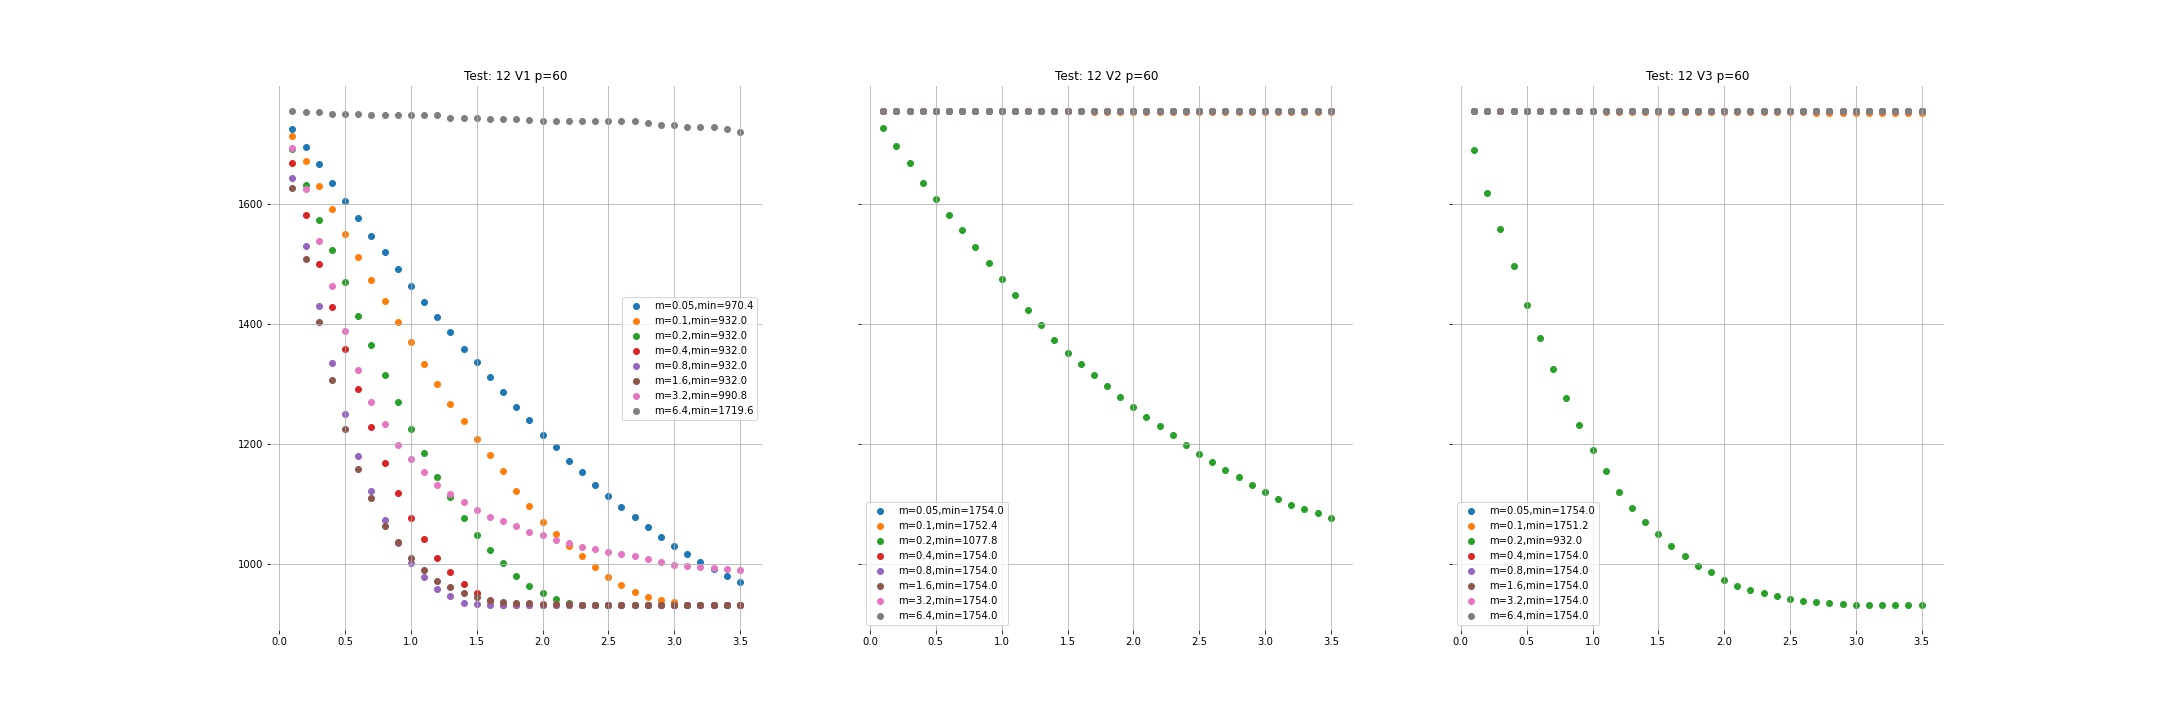 Test: 12 V1 p=60
1600
1400
1200
1000
0.0 0.5 1.0 1.5 2.0 2.5 3.0 3.5
m=0.05,min=970.4
m=0.1,min=932.0
m=0.2,min=932.0
m=0.4,min=932.0
m=0.8,min=932.0
m=1.6,min=932.0
m=3.2,min=990.8
m=6.4,min=1719.6
Test: 12 V2 p=60
m=0.05,min=1754.0
m=0.1,min=1752.4
m=0.2,min=1077.8
m=0.4,min=1754.0
m=0.8,min=1754.0
m=1.6,min=1754.0
m=3.2,min=1754.0
m=6.4,min=1754.0
0.0 0.5 1.0 1.5 2.0 2.5 3.0 3.5
Test: 12 V3 p=60
m=0.05,min=1754.0
m=0.1,min=1751.2
m=0.2,min=932.0
m=0.4,min=1754.0
m=0.8,min=1754.0
m=1.6,min=1754.0
m=3.2,min=1754.0
m=6.4,min=1754.0
0.0 0.5 1.0 1.5 2.0 2.5 3.0 3.5